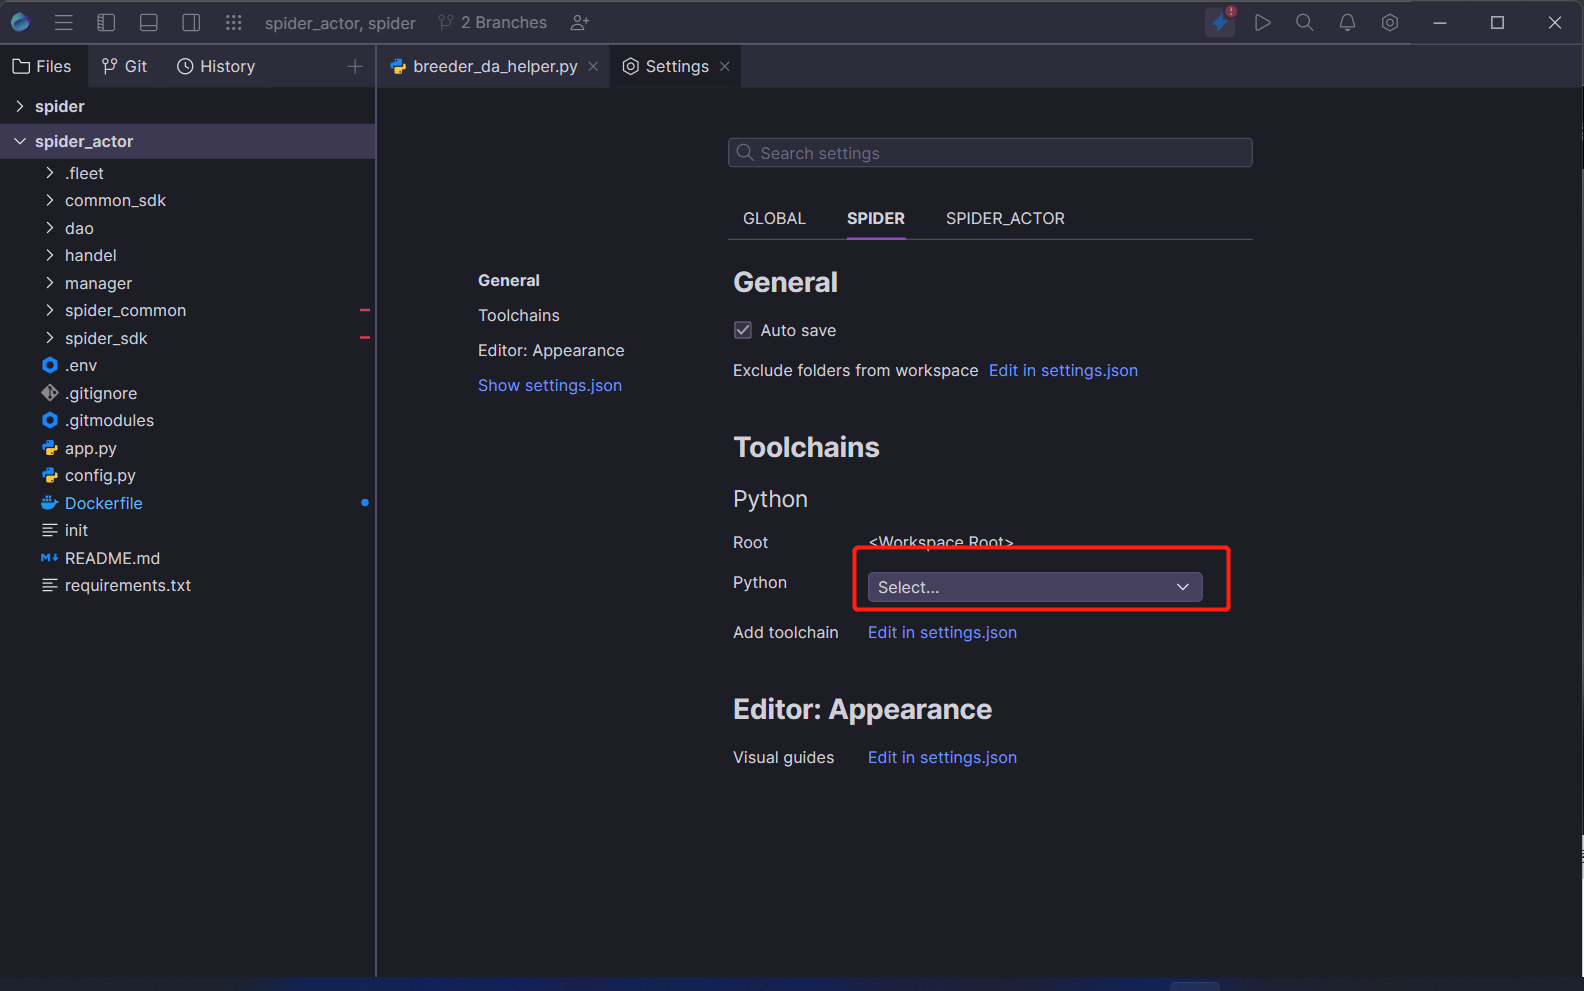 spider_actor, spider
2 Branches
Files
Git
History
breeder_da_helper.py
Settings
spider
spider_actor
.fleet
common_sdk
dao
handel
manager
spider_common
spider_sdk
.env
.gitignore
.gitmodules
app.py
config.py
Dockerfile
init
M↓ README.md
requirements.txt
Search settings
GLOBAL
SPIDER
SPIDER_ACTOR
General
Toolchains
Editor: Appearance
Show settings.json
General
Auto save
Exclude folders from workspace Edit in settings.json
Toolchains
Python
Root <Workspace Root>
Python Select...
Add toolchain Edit in settings.json
Editor: Appearance
Visual guides Edit in settings.json